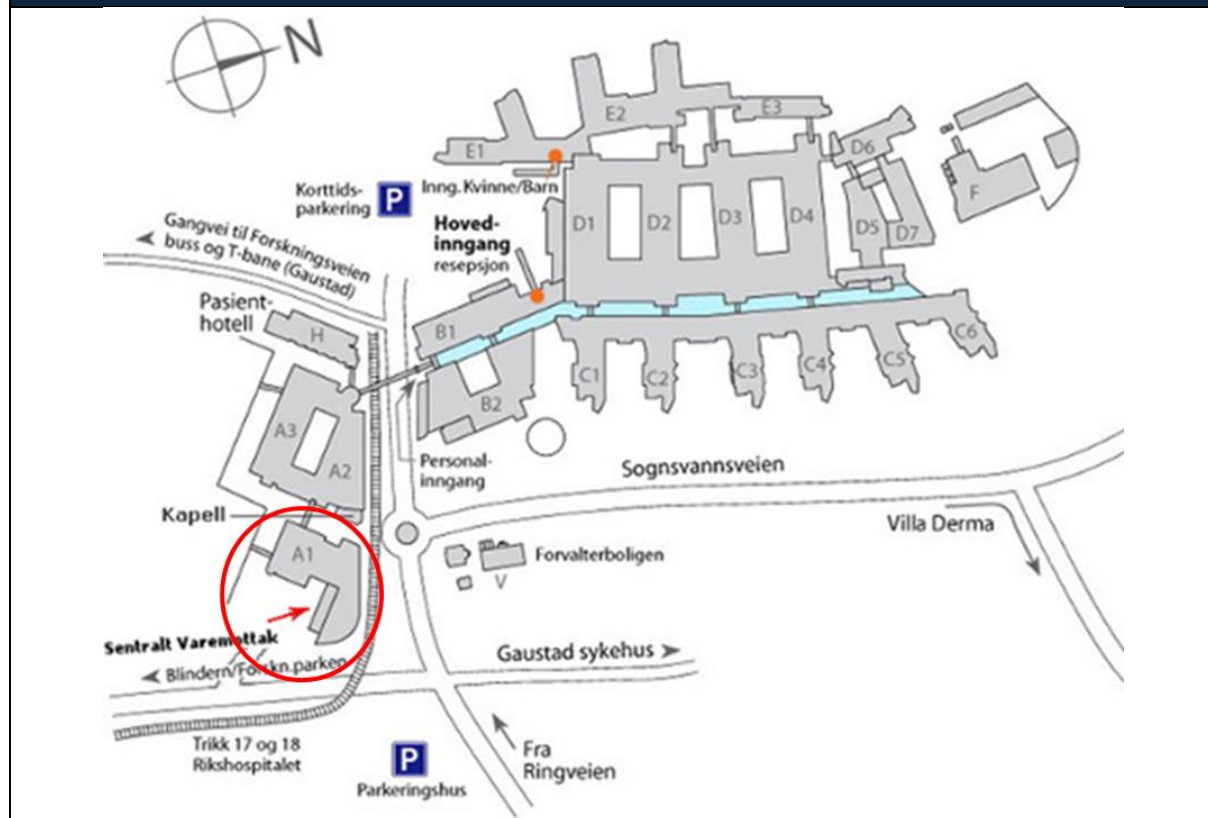 N
E2
E3
E1
D6
Korttids-
parkering
P
Inng. Kvinne/Barn
F
D1
D2
D3
D4
D5
D7
Gangvei til Forskningsveien
buss og T-bane (Gaustad)
Hoved-
inngang
resepsjon
Pasient-
hotell
H
B1
C6
C1
C2
C3
C4
C5
B2
A3
A2
Personal-
inngang
Sognsvannsveien
Kapell
Villa Derma
A1
Forvalterboligen
V
Sentralt Varemottak
Blindern/Forskn.parken
Gaustad sykehus
Trikk 17 og 18
Rikshospitalet
P
Parkeringshus
Fra
Ringveien